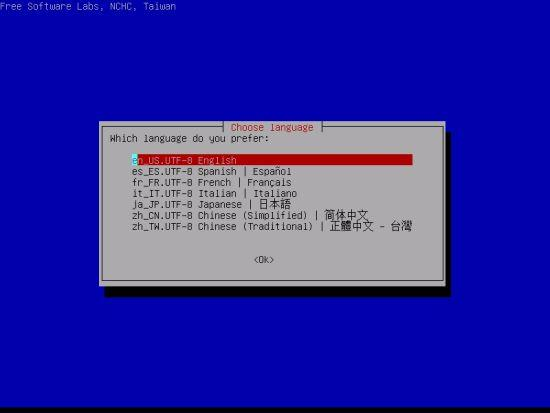 Free Software Labs, NCHC, Taiwan
Choose language
Which language do you prefer:
en_US.UTF-8 English
es_ES.UTF-8 Spanish | Español
fr_FR.UTF-8 French | Français
it_IT.UTF-8 Italian | Italiano
ja_JP.UTF-8 Japanese | 日本語
zh_CN.UTF-8 Chinese (Simplified) | 简体中文
zh_TW.UTF-8 Chinese (Traditional) | 正體中文 - 台灣
<Ok>